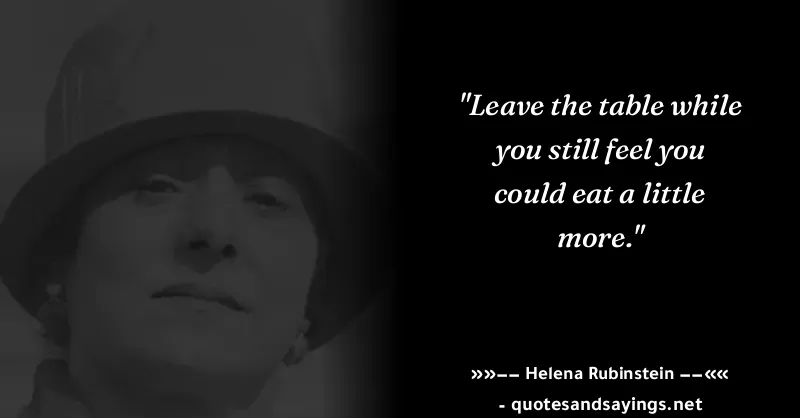 "Leave the table while
you still feel you
could eat a little
more."
»»–– Helena Rubinstein ––««
- quotesandsayings.net